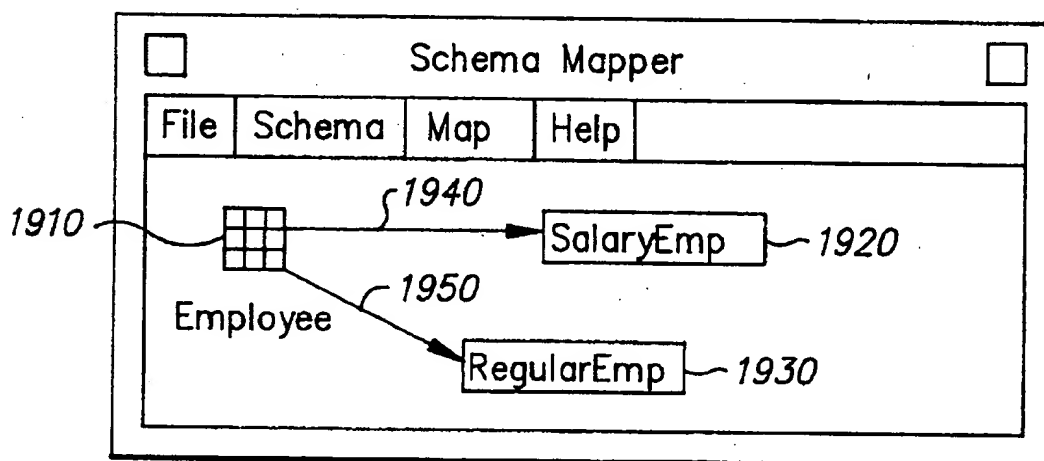 Schema Mapper
File Schema Map Help
1910 1940 SalaryEmp 1920
1950
Employee
RegularEmp 1930